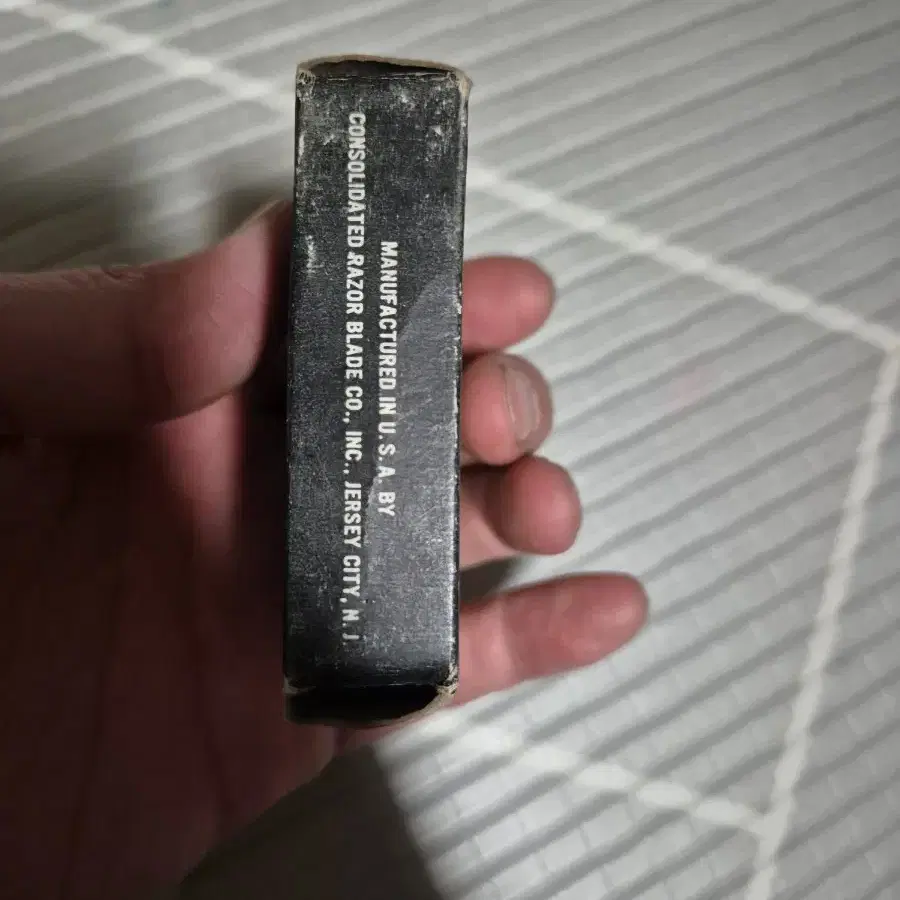 MANUFACTURED IN U. S. A. BY
CONSOLIDATED RAZOR BLADE CO., INC., JERSEY CITY, N. J.